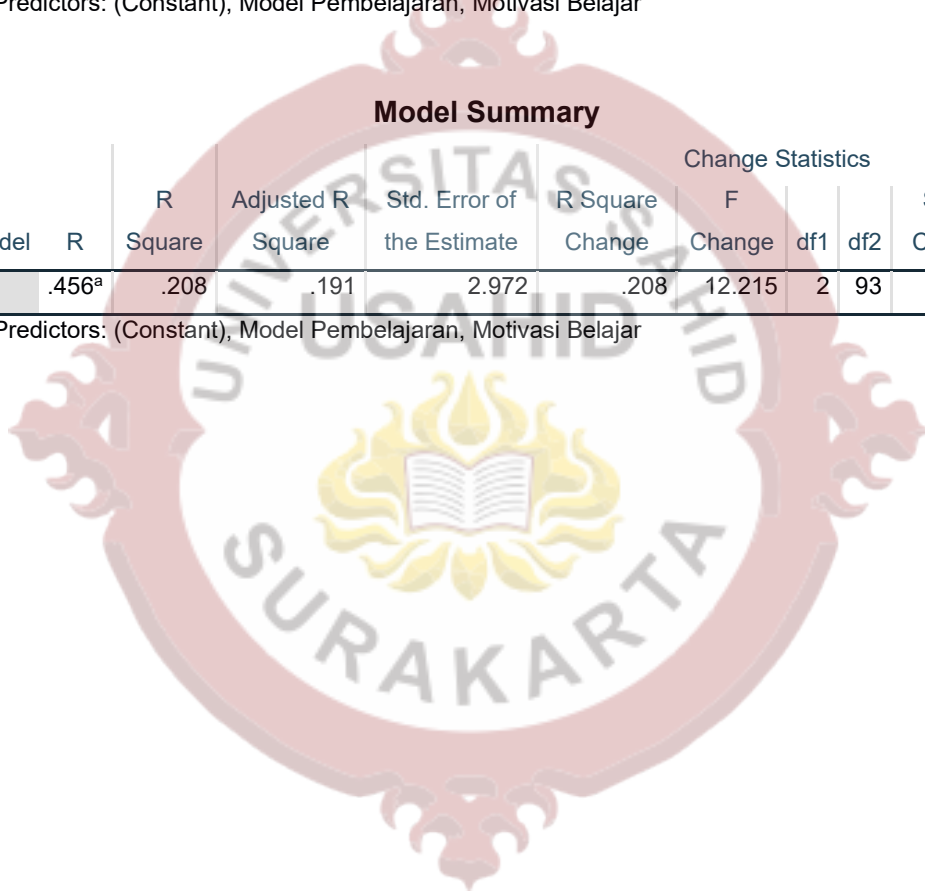 Predictors: (Constant), Model Pembelajaran, Motivasi Belajar
Model Summary
Change Statistics
R Adjusted R Std. Error of R Square F
del R Square Square the Estimate Change Change df1 df2
.456ᵃ .208 .191 2.972 .208 12.215 2 93
Predictors: (Constant), Model Pembelajaran, Motivasi Belajar
UNIVERSITAS SAHID
USAHID
SURAKARTA